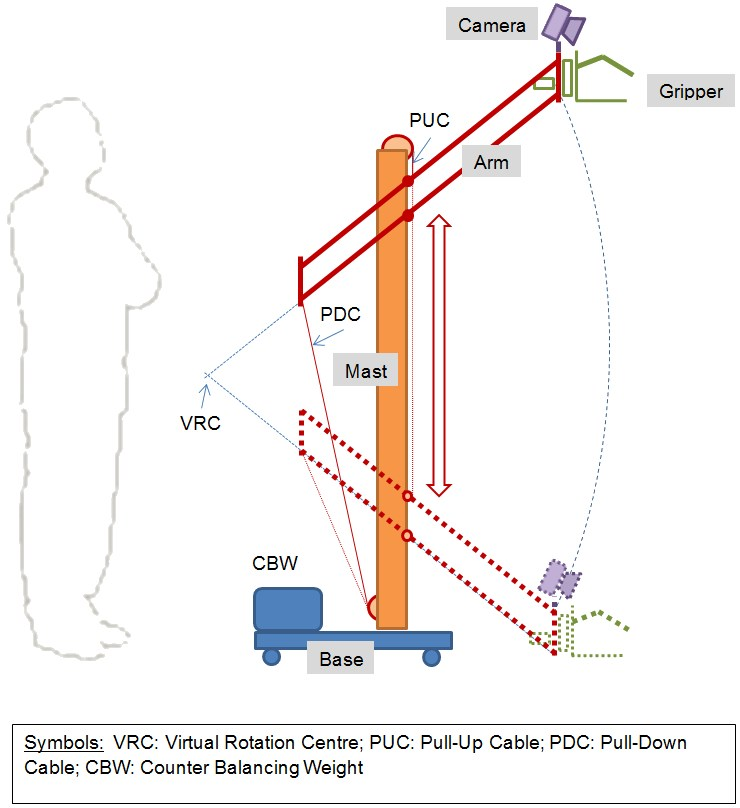 Camera
Gripper
PUC
Arm
PDC
Mast
VRC
CBW
Base
Symbols: VRC: Virtual Rotation Centre; PUC: Pull-Up Cable; PDC: Pull-Down
Cable; CBW: Counter Balancing Weight